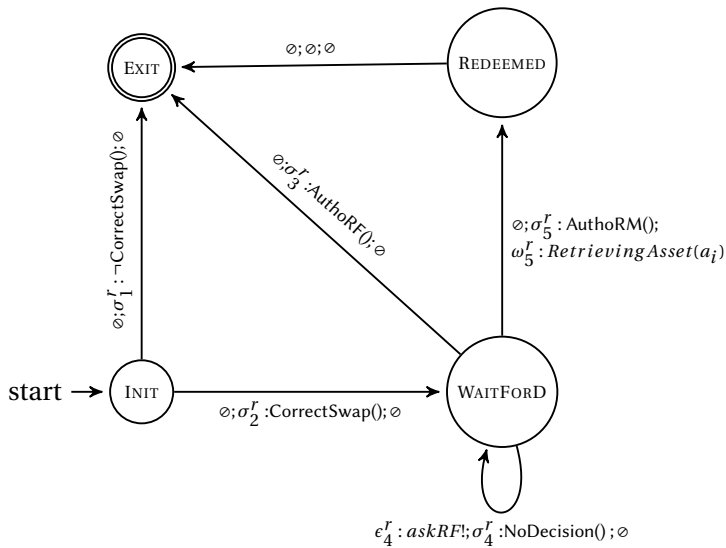 ∅; ∅; ∅
EXIT
REDEEMED
∅; σ₃ʳ : AuthoRF(); ∅
∅; σ₁ʳ : ¬CorrectSwap(); ∅
∅; σ₅ʳ : AuthoRM();
ω₅ʳ : RetrievingAsset(aᵢ)
start
INIT
WAITFORD
∅; σ₂ʳ : CorrectSwap(); ∅
ϵ₄ʳ : askRF!; σ₄ʳ : NoDecision() ; ∅